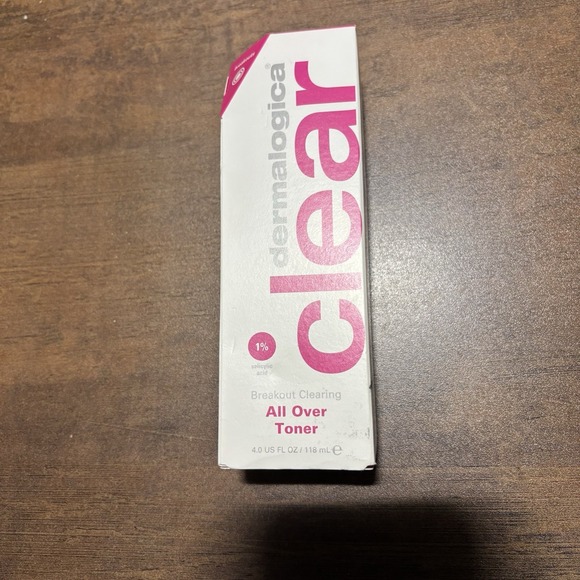 dermalogica®
clear
1%
salicylic
acid
Breakout Clearing
All Over
Toner
4.0 US FL OZ / 118 mL ℮